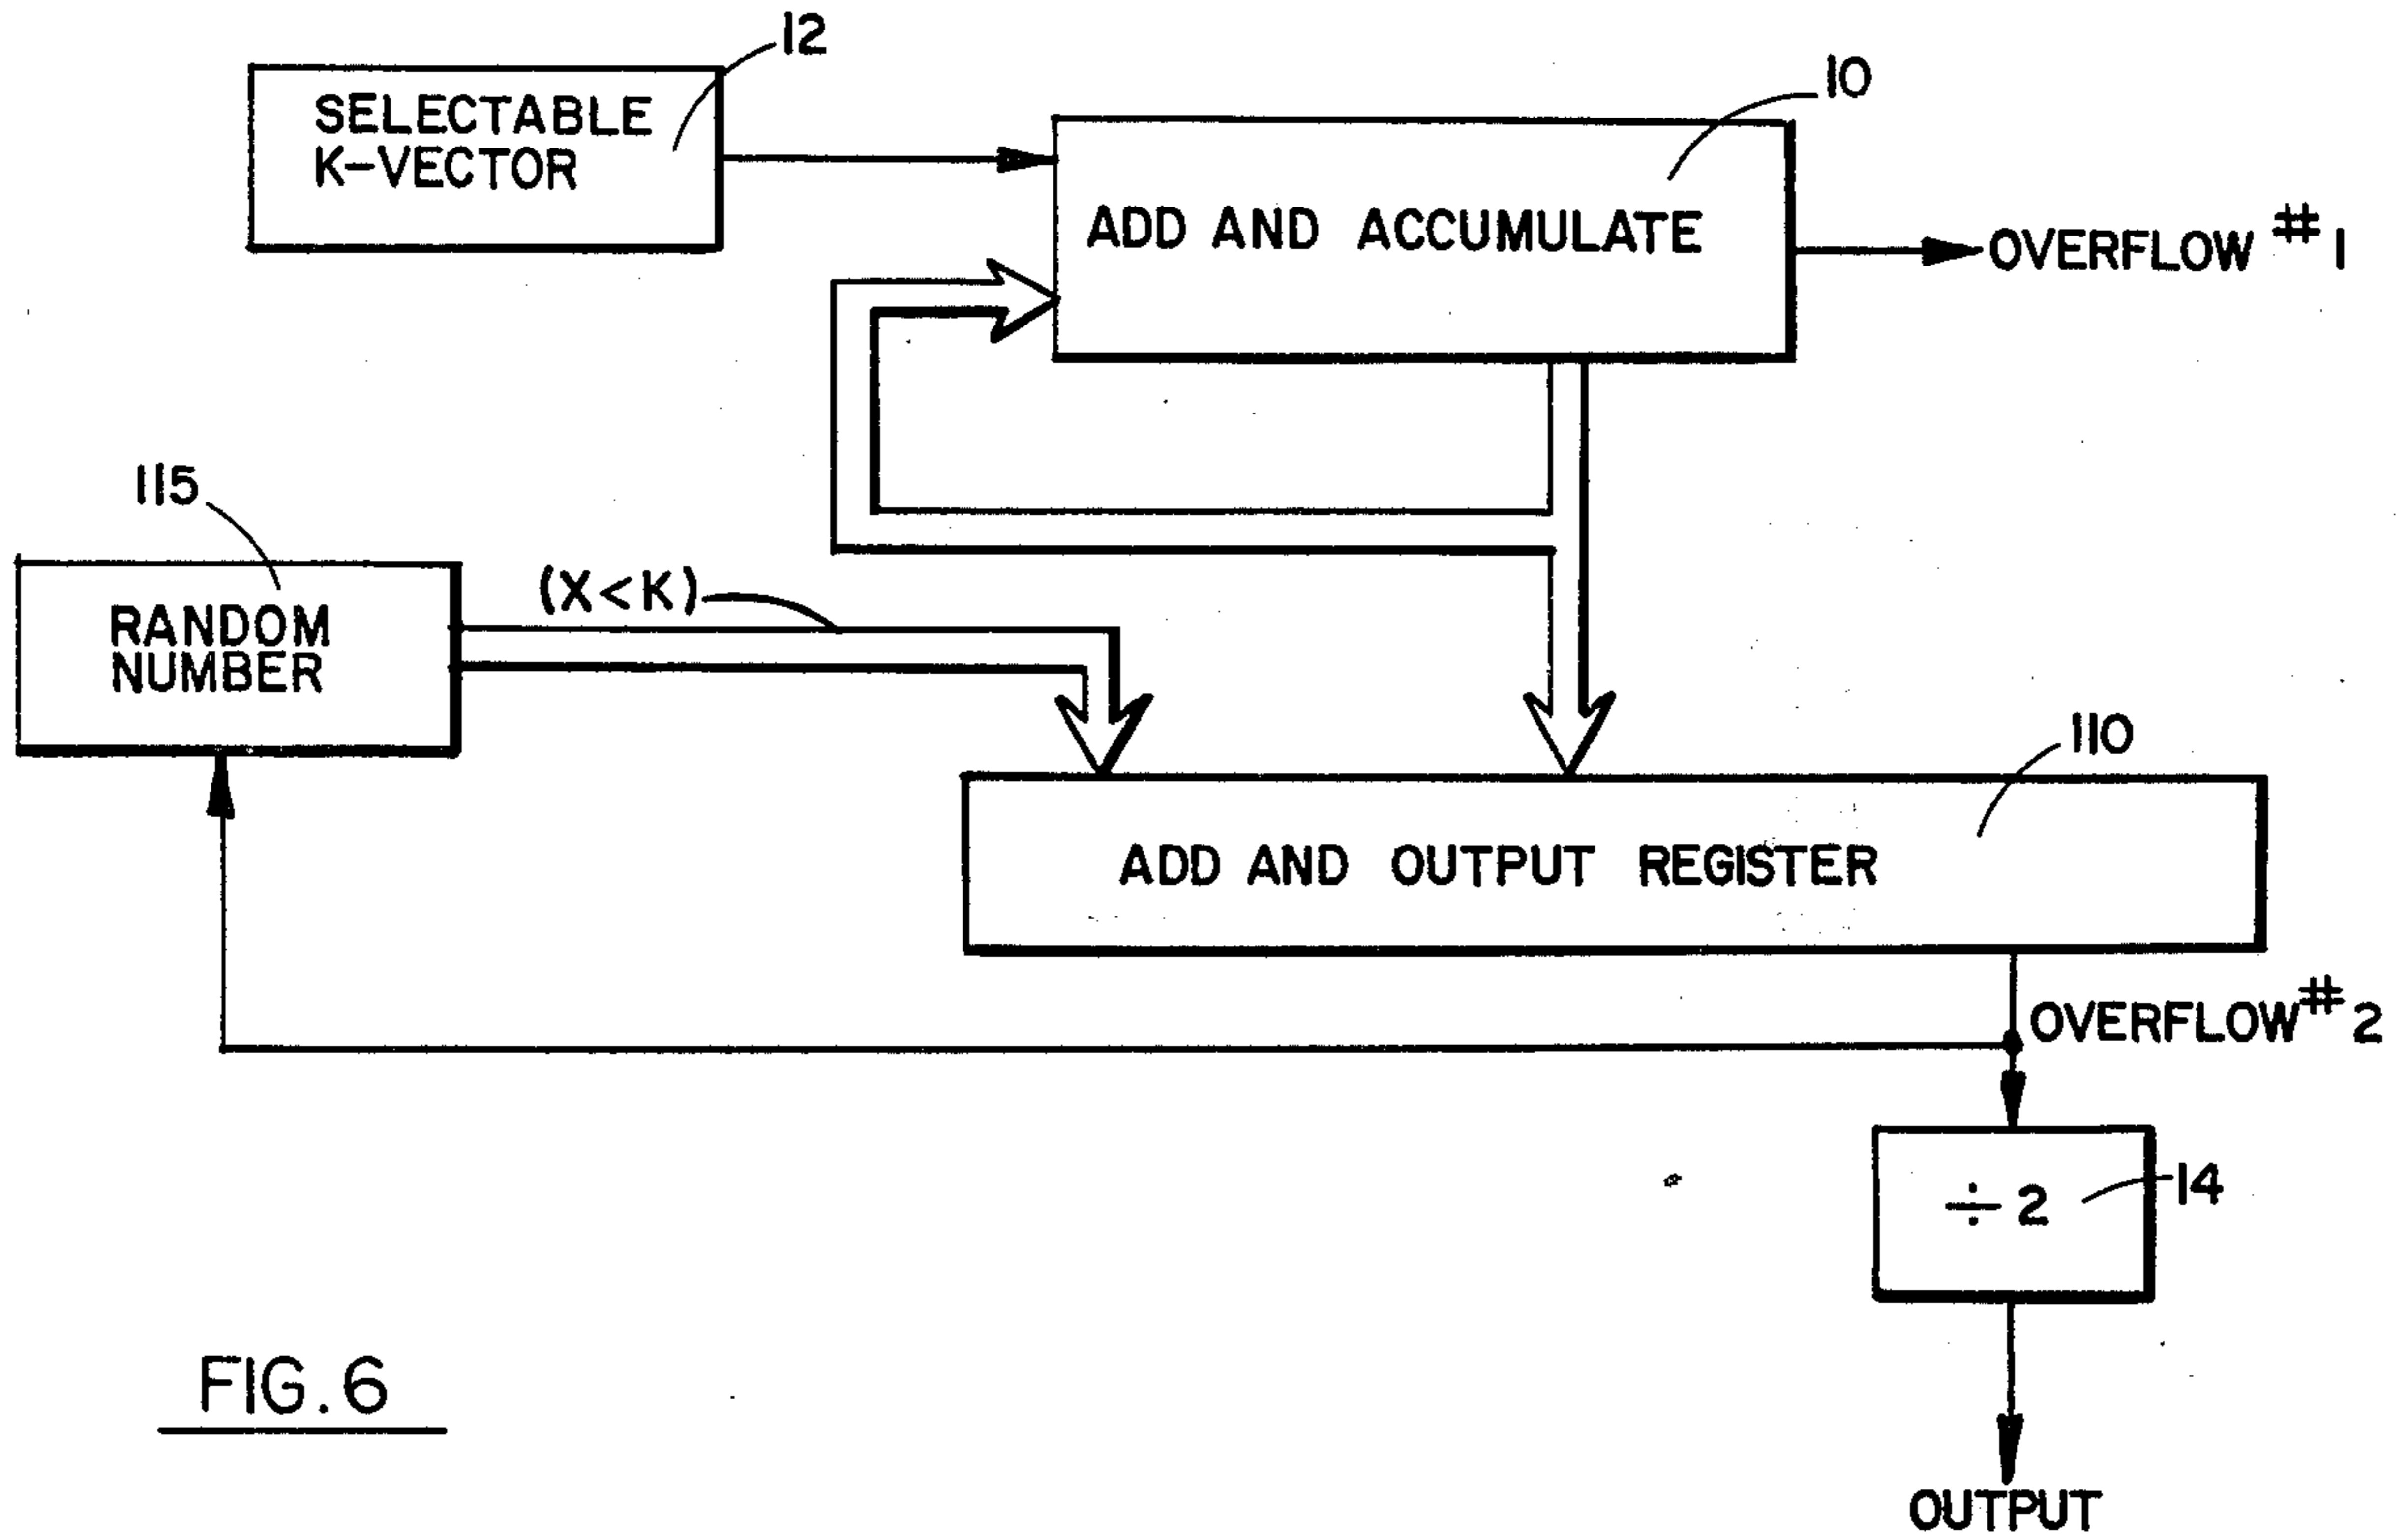 12
SELECTABLE
K-VECTOR
10
ADD AND ACCUMULATE
OVERFLOW #1
115
RANDOM
NUMBER
(X<K)
110
ADD AND OUTPUT REGISTER
OVERFLOW #2
÷2
14
FIG. 6
OUTPUT